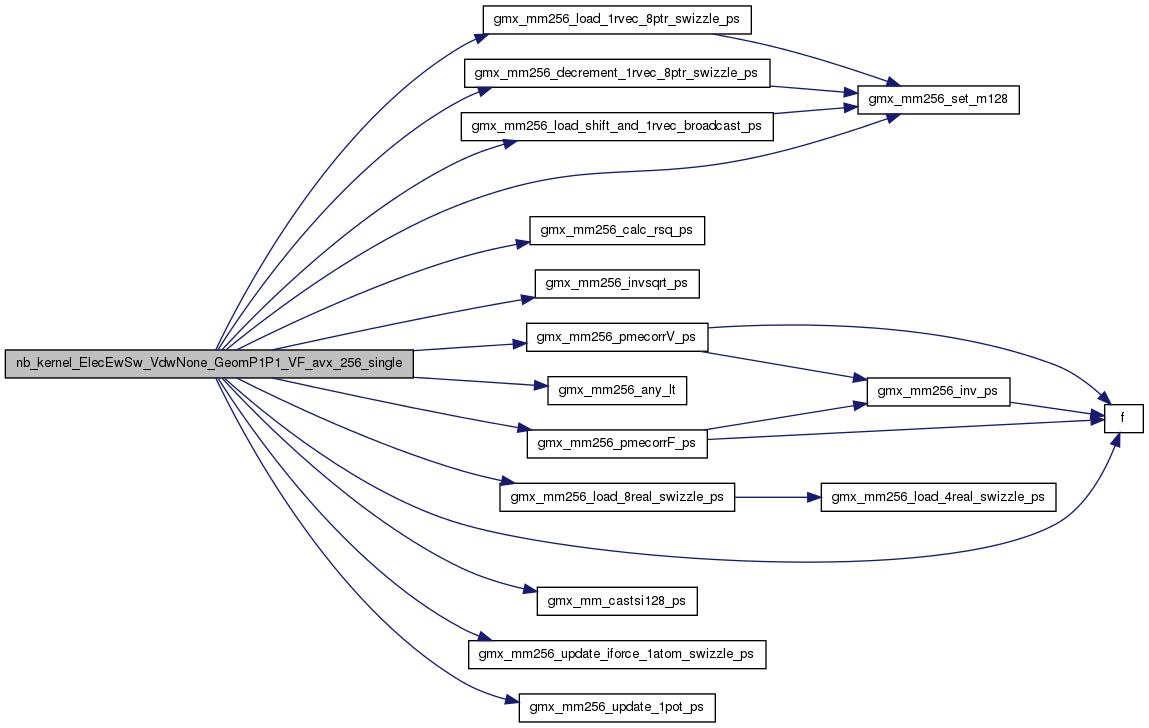 gmx_mm256_load_1rvec_8ptr_swizzle_ps
gmx_mm256_decrement_1rvec_8ptr_swizzle_ps
gmx_mm256_set_m128
gmx_mm256_load_shift_and_1rvec_broadcast_ps
gmx_mm256_calc_rsq_ps
gmx_mm256_invsqrt_ps
gmx_mm256_pmecorrV_ps
nb_kernel_ElecEwSw_VdwNone_GeomP1P1_VF_avx_256_single
gmx_mm256_any_lt
gmx_mm256_inv_ps
f
gmx_mm256_pmecorrF_ps
gmx_mm256_load_8real_swizzle_ps
gmx_mm256_load_4real_swizzle_ps
gmx_mm_castsi128_ps
gmx_mm256_update_iforce_1atom_swizzle_ps
gmx_mm256_update_1pot_ps